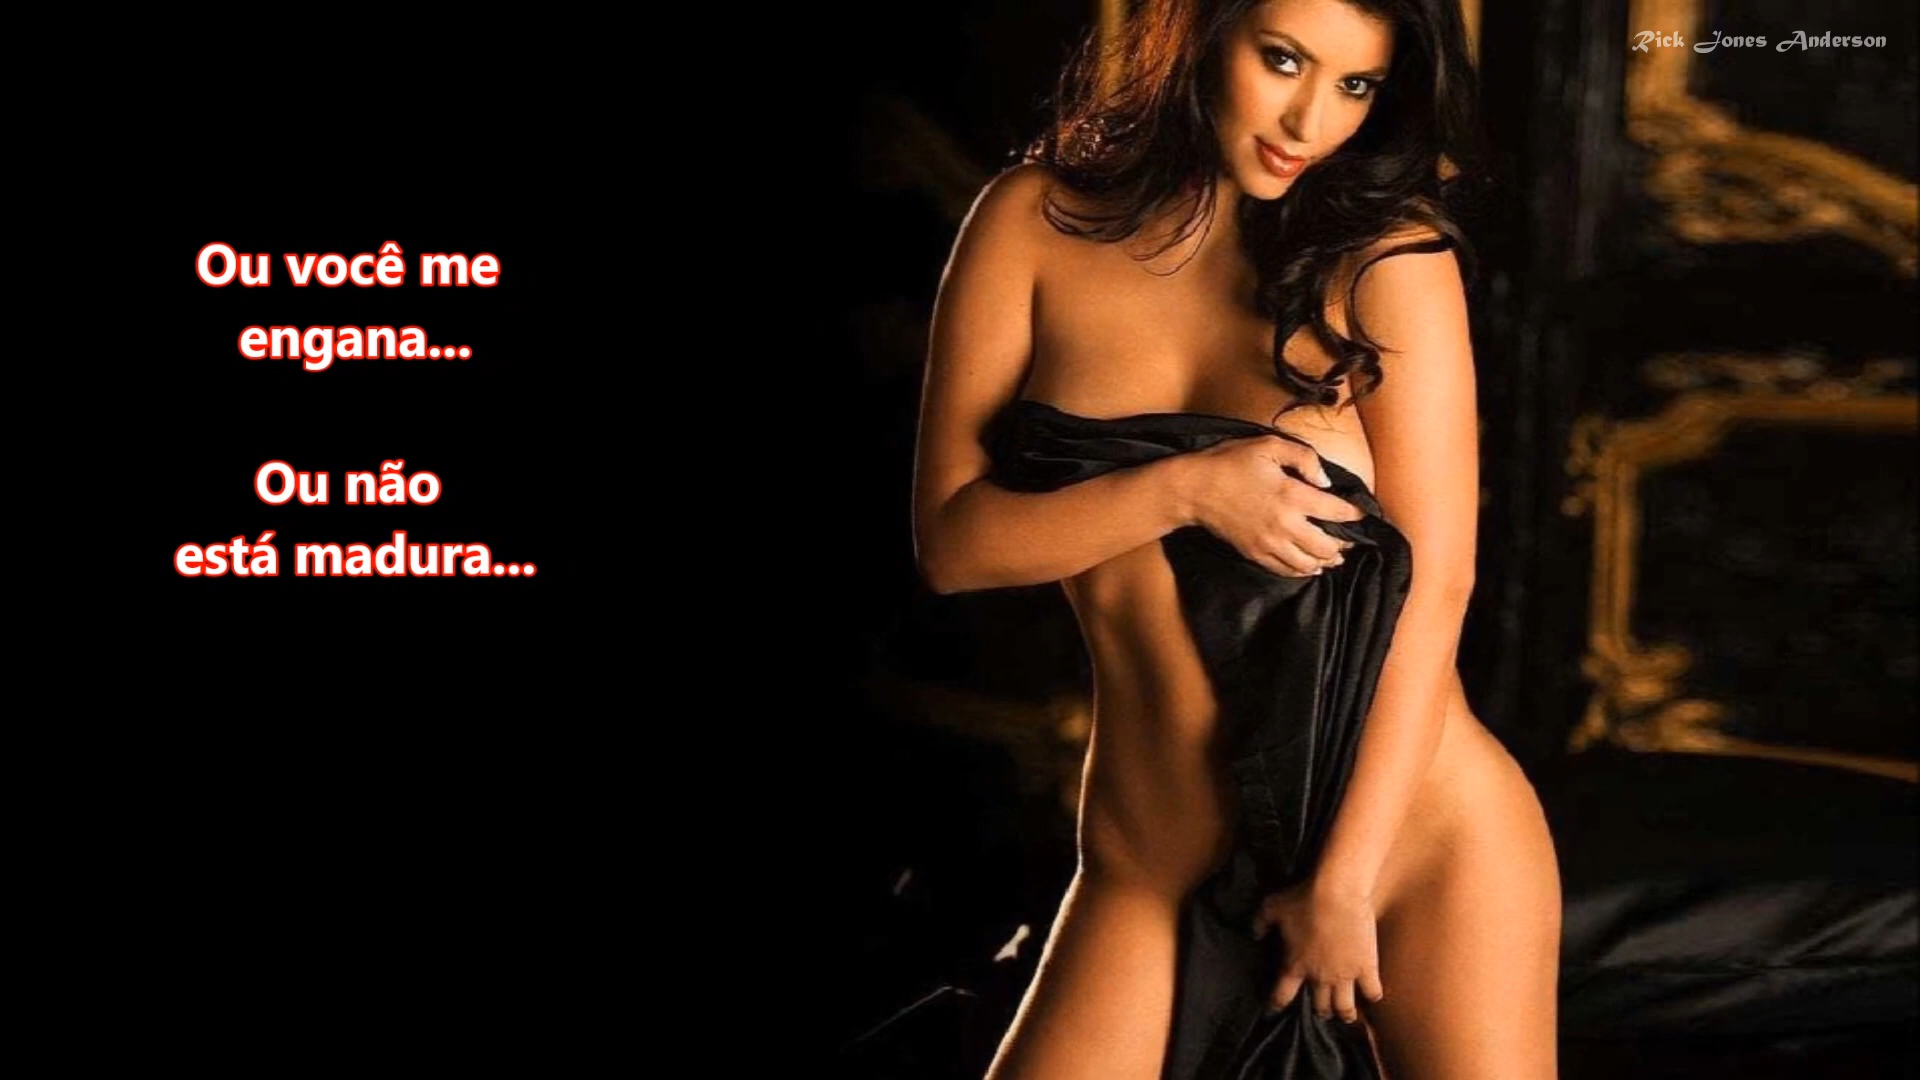 Rick Jones Anderson
Ou você me
engana...
Ou não
está madura...